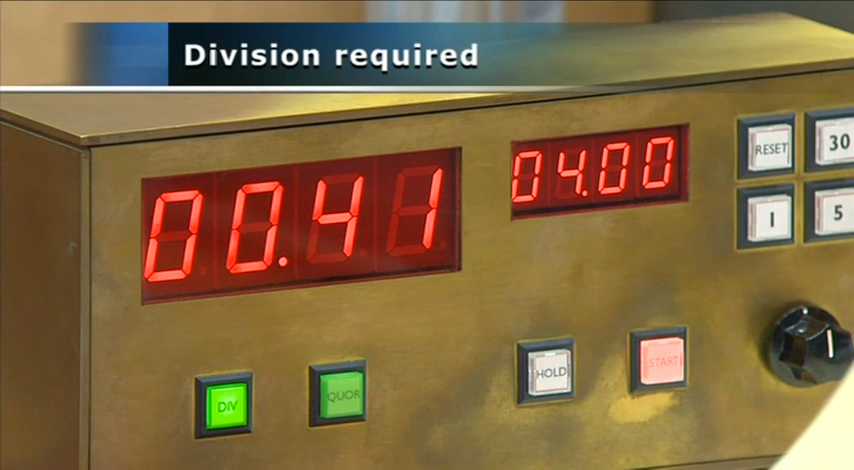 Division required
00.41
04.00
RESET
30
1
5
HOLD
START
DIV
QUOR